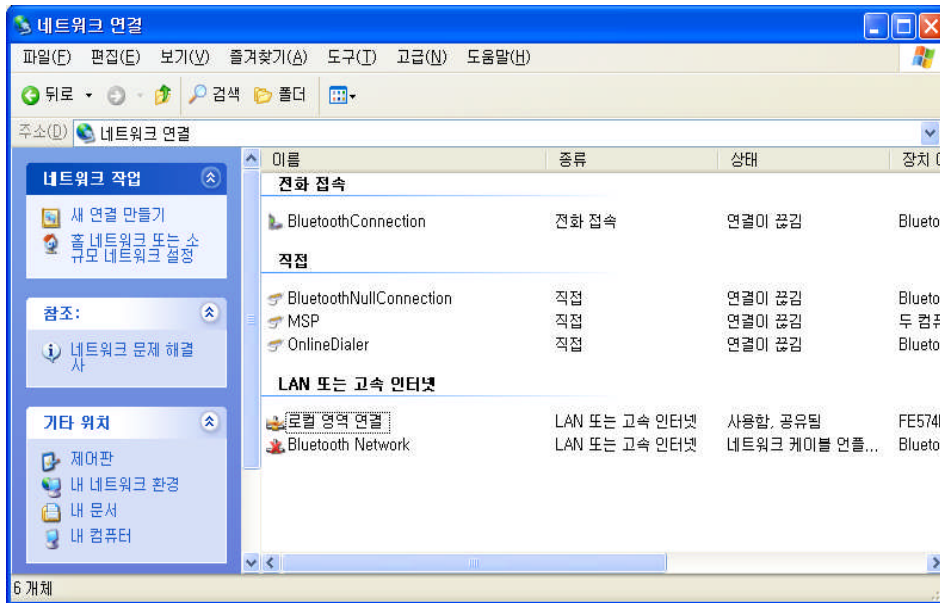 네트워크 연결
파일(F) 편집(E) 보기(V) 즐겨찾기(A) 도구(T) 고급(N) 도움말(H)
뒤로 검색 폴더
주소(D) 네트워크 연결
네트워크 작업
새 연결 만들기
홈 네트워크 또는 소
규모 네트워크 설정
참조:
네트워크 문제 해결
사
기타 위치
제어판
내 네트워크 환경
내 문서
내 컴퓨터
이름 종류 상태 장치
전화 접속
BluetoothConnection 전화 접속 연결이 끊김 Blueto
직접
BluetoothNullConnection 직접 연결이 끊김 Blueto
MSP 직접 연결이 끊김 두 컴퓨
OnlineDialer 직접 연결이 끊김 Blueto
LAN 또는 고속 인터넷
로컬 영역 연결 LAN 또는 고속 인터넷 사용함, 공유됨 FE574
Bluetooth Network LAN 또는 고속 인터넷 네트워크 케이블 언플... Blueto
6 개체